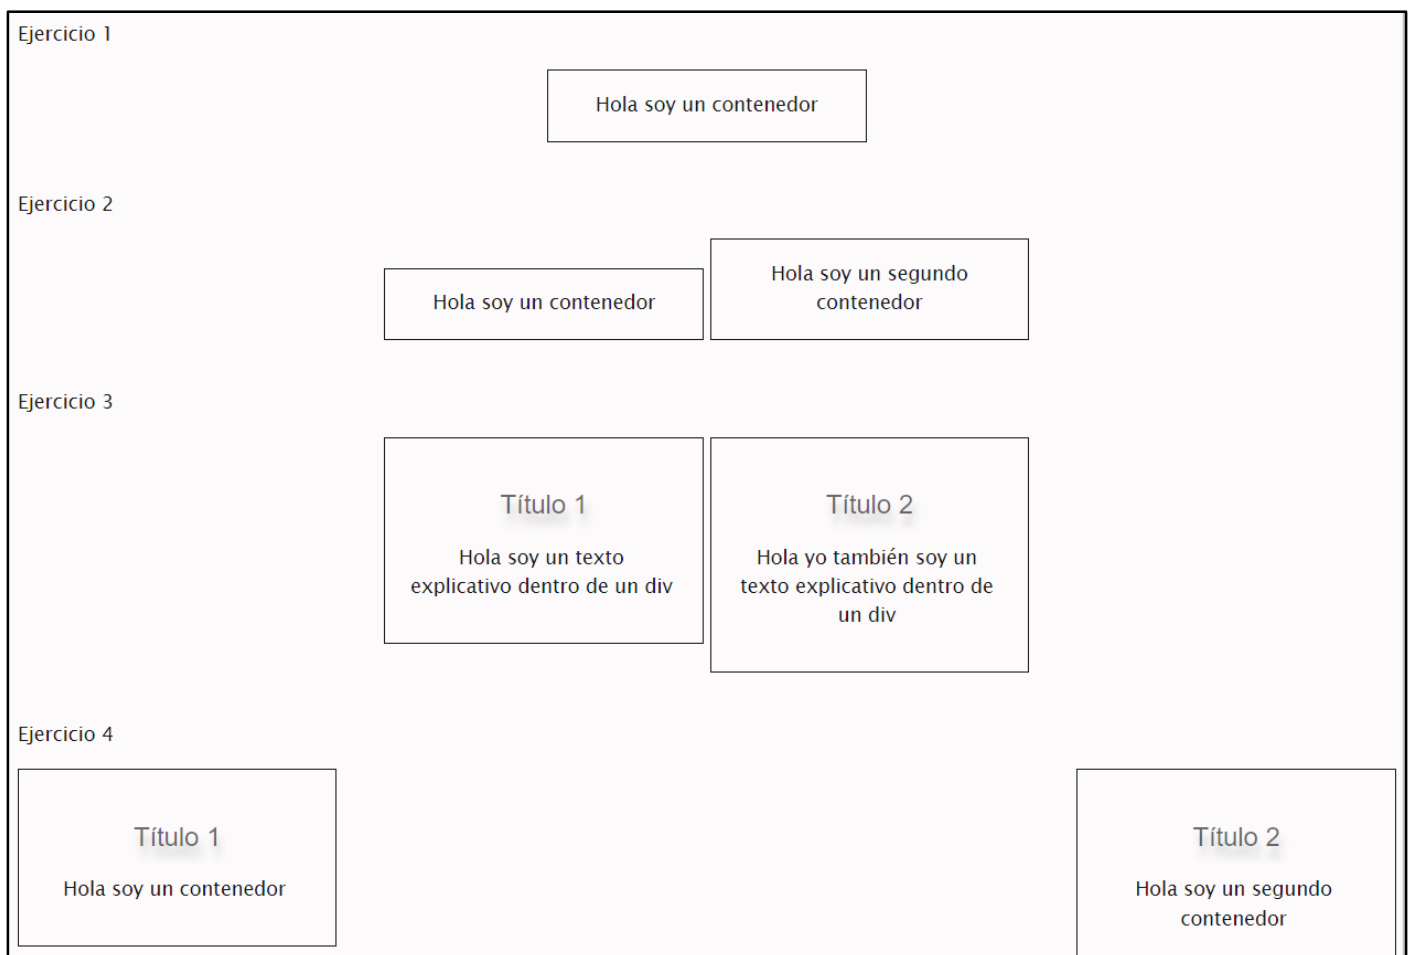 Ejercicio 1
Hola soy un contenedor
Ejercicio 2
Hola soy un contenedor
Hola soy un segundo
contenedor
Ejercicio 3
Título 1
Hola soy un texto
explicativo dentro de un div
Título 2
Hola yo también soy un
texto explicativo dentro de
un div
Ejercicio 4
Título 1
Hola soy un contenedor
Título 2
Hola soy un segundo
contenedor